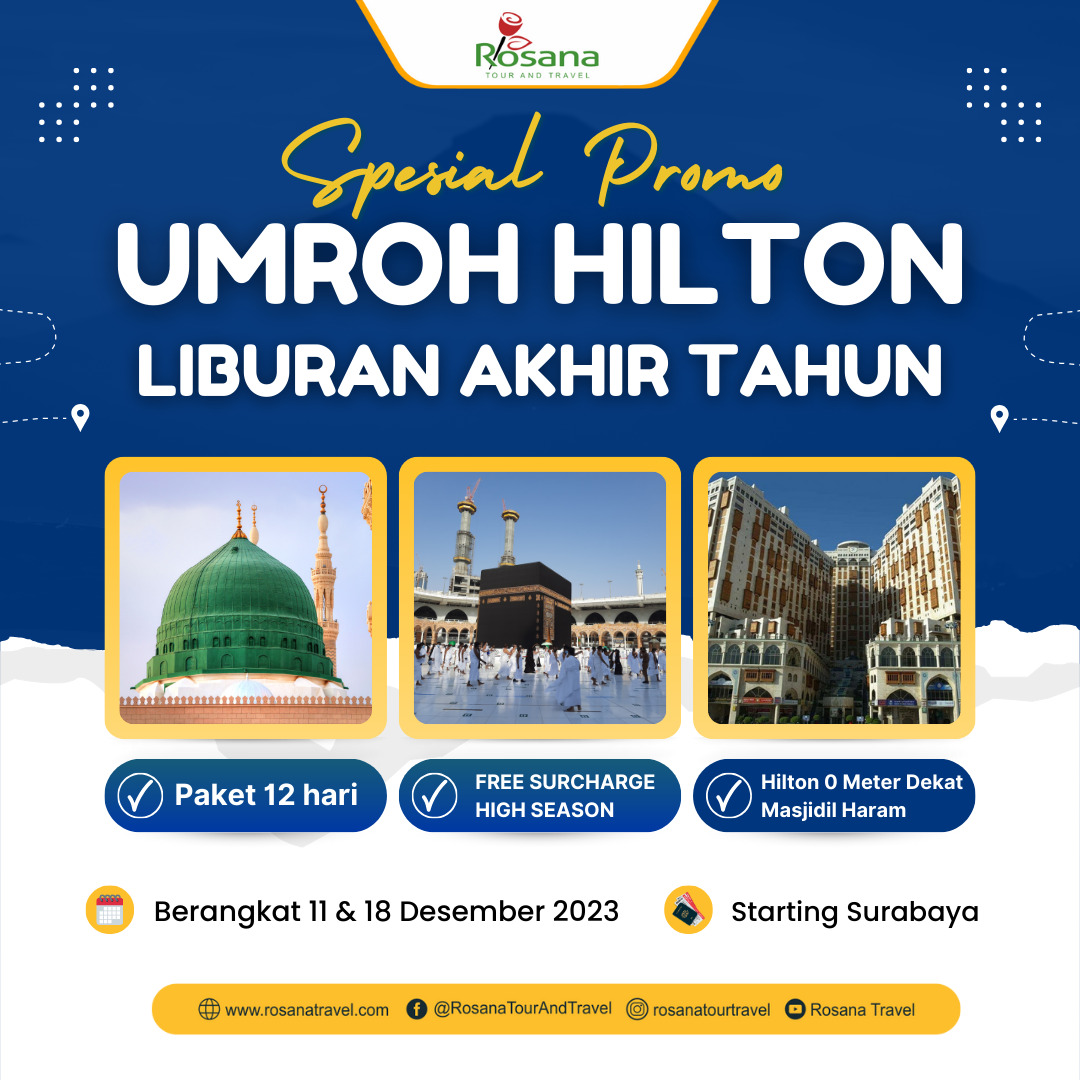 Rosana
TOUR AND TRAVEL
Spesial Promo
UMROH HILTON
LIBURAN AKHIR TAHUN
Paket 12 hari
FREE SURCHARGE
HIGH SEASON
Hilton 0 Meter Dekat
Masjidil Haram
Berangkat 11 & 18 Desember 2023
Starting Surabaya
www.rosanatravel.com @RosanaTourAndTravel rosanatourtravel Rosana Travel